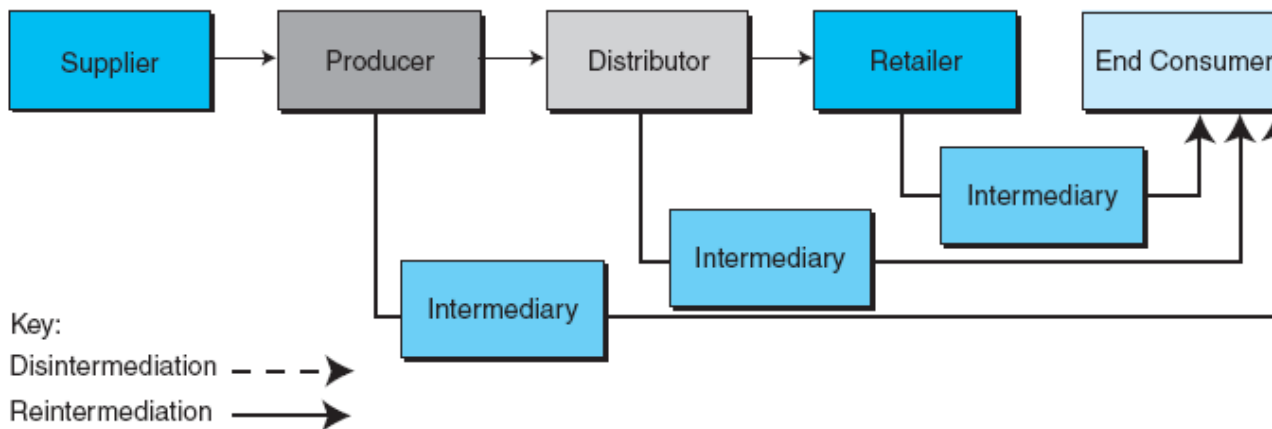 Supplier
Producer
Distributor
Retailer
End Consumer
Intermediary
Intermediary
Intermediary
Key:
Disintermediation
Reintermediation